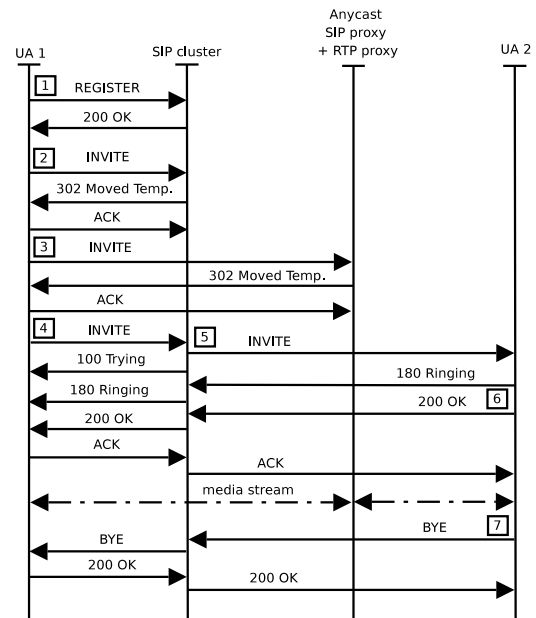 Anycast
SIP proxy
+ RTP proxy
UA 1
SIP cluster
UA 2
1
REGISTER
200 OK
2
INVITE
302 Moved Temp.
ACK
3
INVITE
302 Moved Temp.
ACK
4
INVITE
5
INVITE
100 Trying
180 Ringing
180 Ringing
200 OK
6
200 OK
ACK
ACK
media stream
BYE
7
BYE
200 OK
200 OK